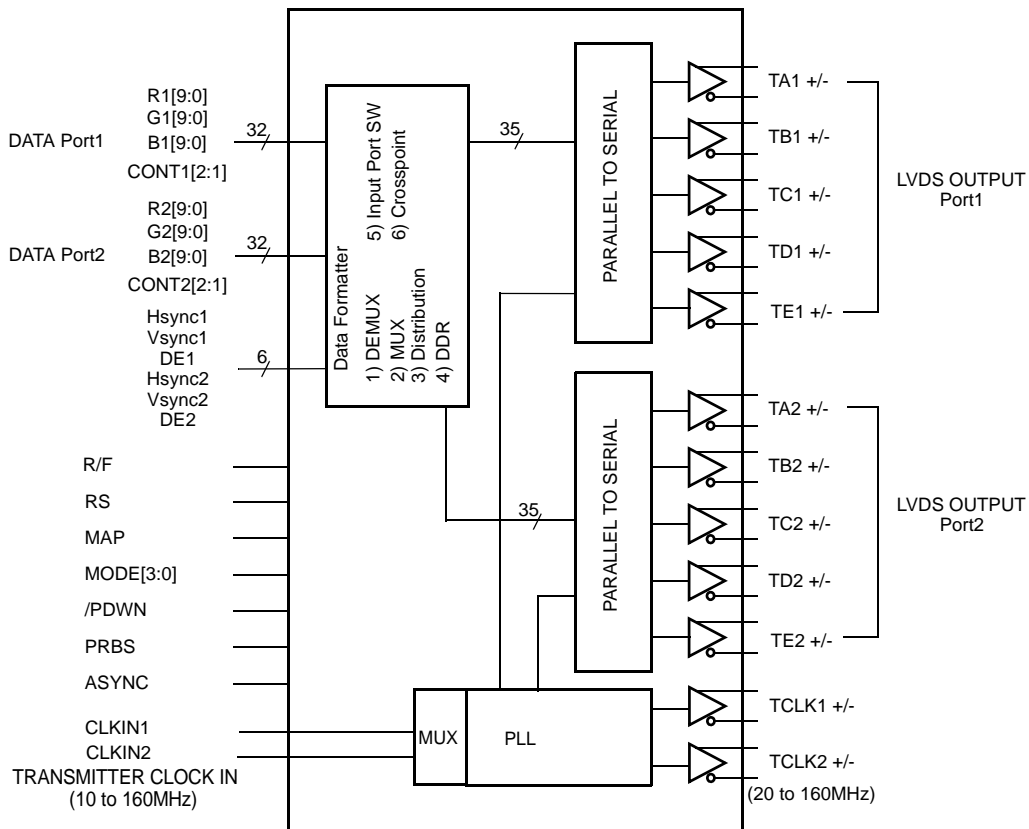 DATA Port1
R1[9:0]
G1[9:0]
B1[9:0]
CONT1[2:1]
32
DATA Port2
R2[9:0]
G2[9:0]
B2[9:0]
CONT2[2:1]
32
Hsync1
Vsync1
DE1
Hsync2
Vsync2
DE2
6
R/F
RS
MAP
MODE[3:0]
/PDWN
PRBS
ASYNC
CLKIN1
CLKIN2
TRANSMITTER CLOCK IN
(10 to 160MHz)
Data Formatter
1) DEMUX
2) MUX
3) Distribution
4) DDR
5) Input Port SW
6) Crosspoint
35
PARALLEL TO SERIAL
35
PARALLEL TO SERIAL
MUX
PLL
TA1 +/-
TB1 +/-
TC1 +/-
TD1 +/-
TE1 +/-
LVDS OUTPUT
Port1
TA2 +/-
TB2 +/-
TC2 +/-
TD2 +/-
TE2 +/-
LVDS OUTPUT
Port2
TCLK1 +/-
TCLK2 +/-
(20 to 160MHz)